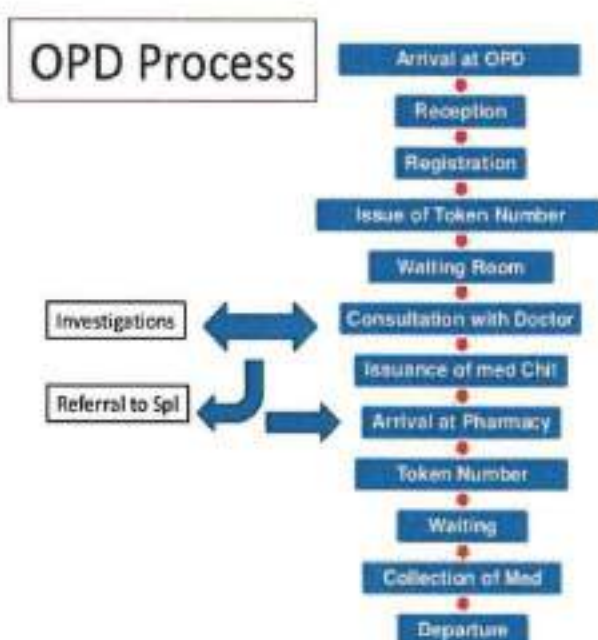 OPD Process
Arrival at OPD
Reception
Registration
Issue of Token Number
Waiting Room
Investigations
Consultation with Doctor
Issuance of med Chit
Referral to Spl
Arrival at Pharmacy
Token Number
Waiting
Collection of Med
Departure